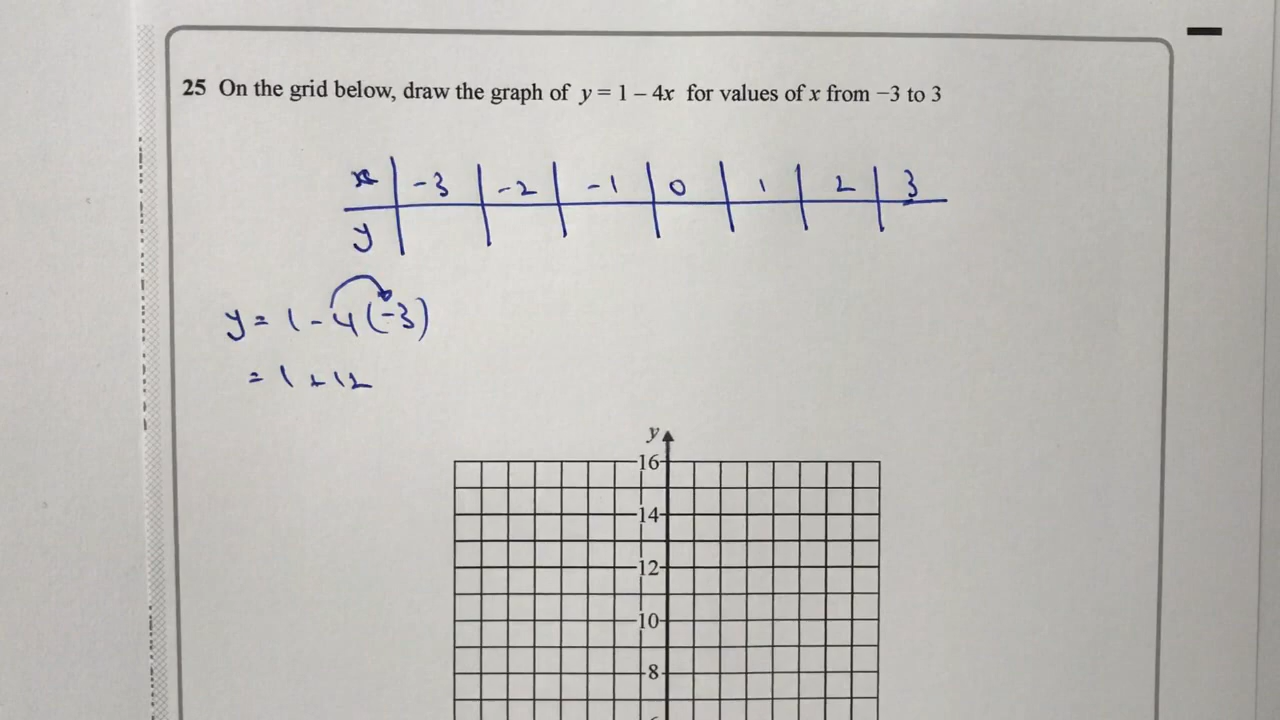 25 On the grid below, draw the graph of y = 1 – 4x for values of x from −3 to 3
x -3 -2 -1 0 1 2 3
y
y = 1 - 4(-3)
= 1 + 12
y
16
14
12
10
8